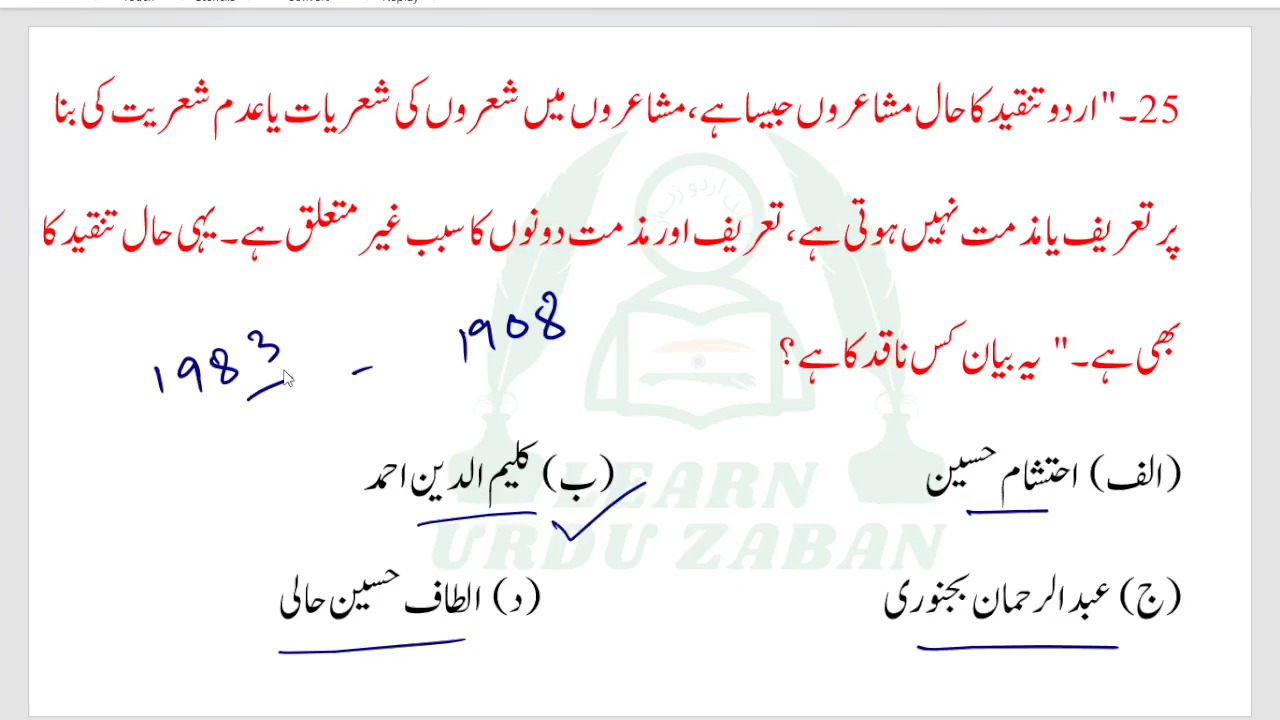 25۔"اردو تنقید کا حال مشاعروں جیسا ہے، مشاعروں میں شعروں کی شعریات یا عدم شعریت کی بنا
پر تعریف یا مذمت نہیں ہوتی ہے، تعریف اور مذمت دونوں کا سبب غیر متعلق ہے۔ یہی حال تنقید کا
بھی ہے۔" یہ بیان کس ناقد کا ہے؟
1983 - 1908
(الف) احتشام حسین (ب) کلیم الدین احمد
(ج) عبدالرحمان بجنوری (د) الطاف حسین حالی
LEARN
URDU ZABAN